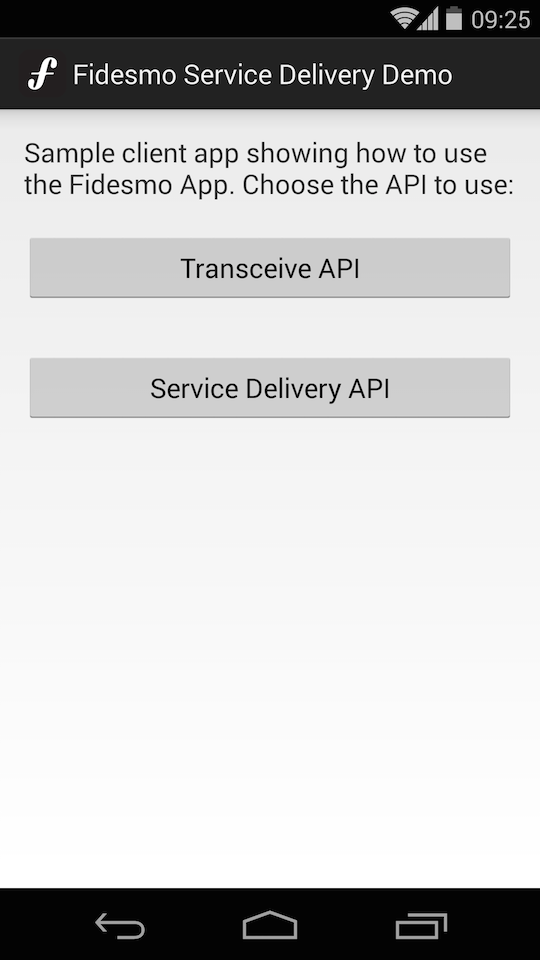 09:25
Fidesmo Service Delivery Demo
Sample client app showing how to use
the Fidesmo App. Choose the API to use:
Transceive API
Service Delivery API